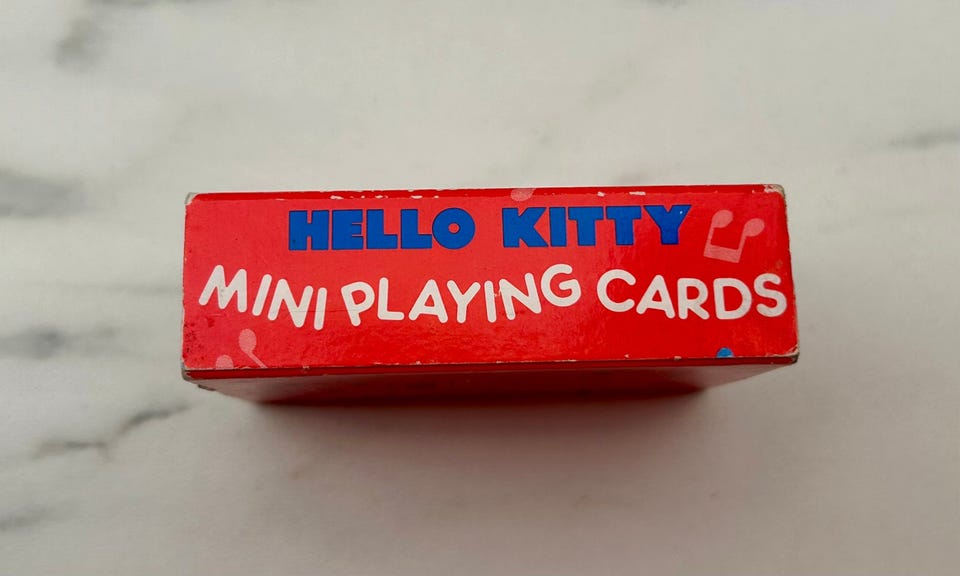 HELLO KITTY
MINI PLAYING CARDS